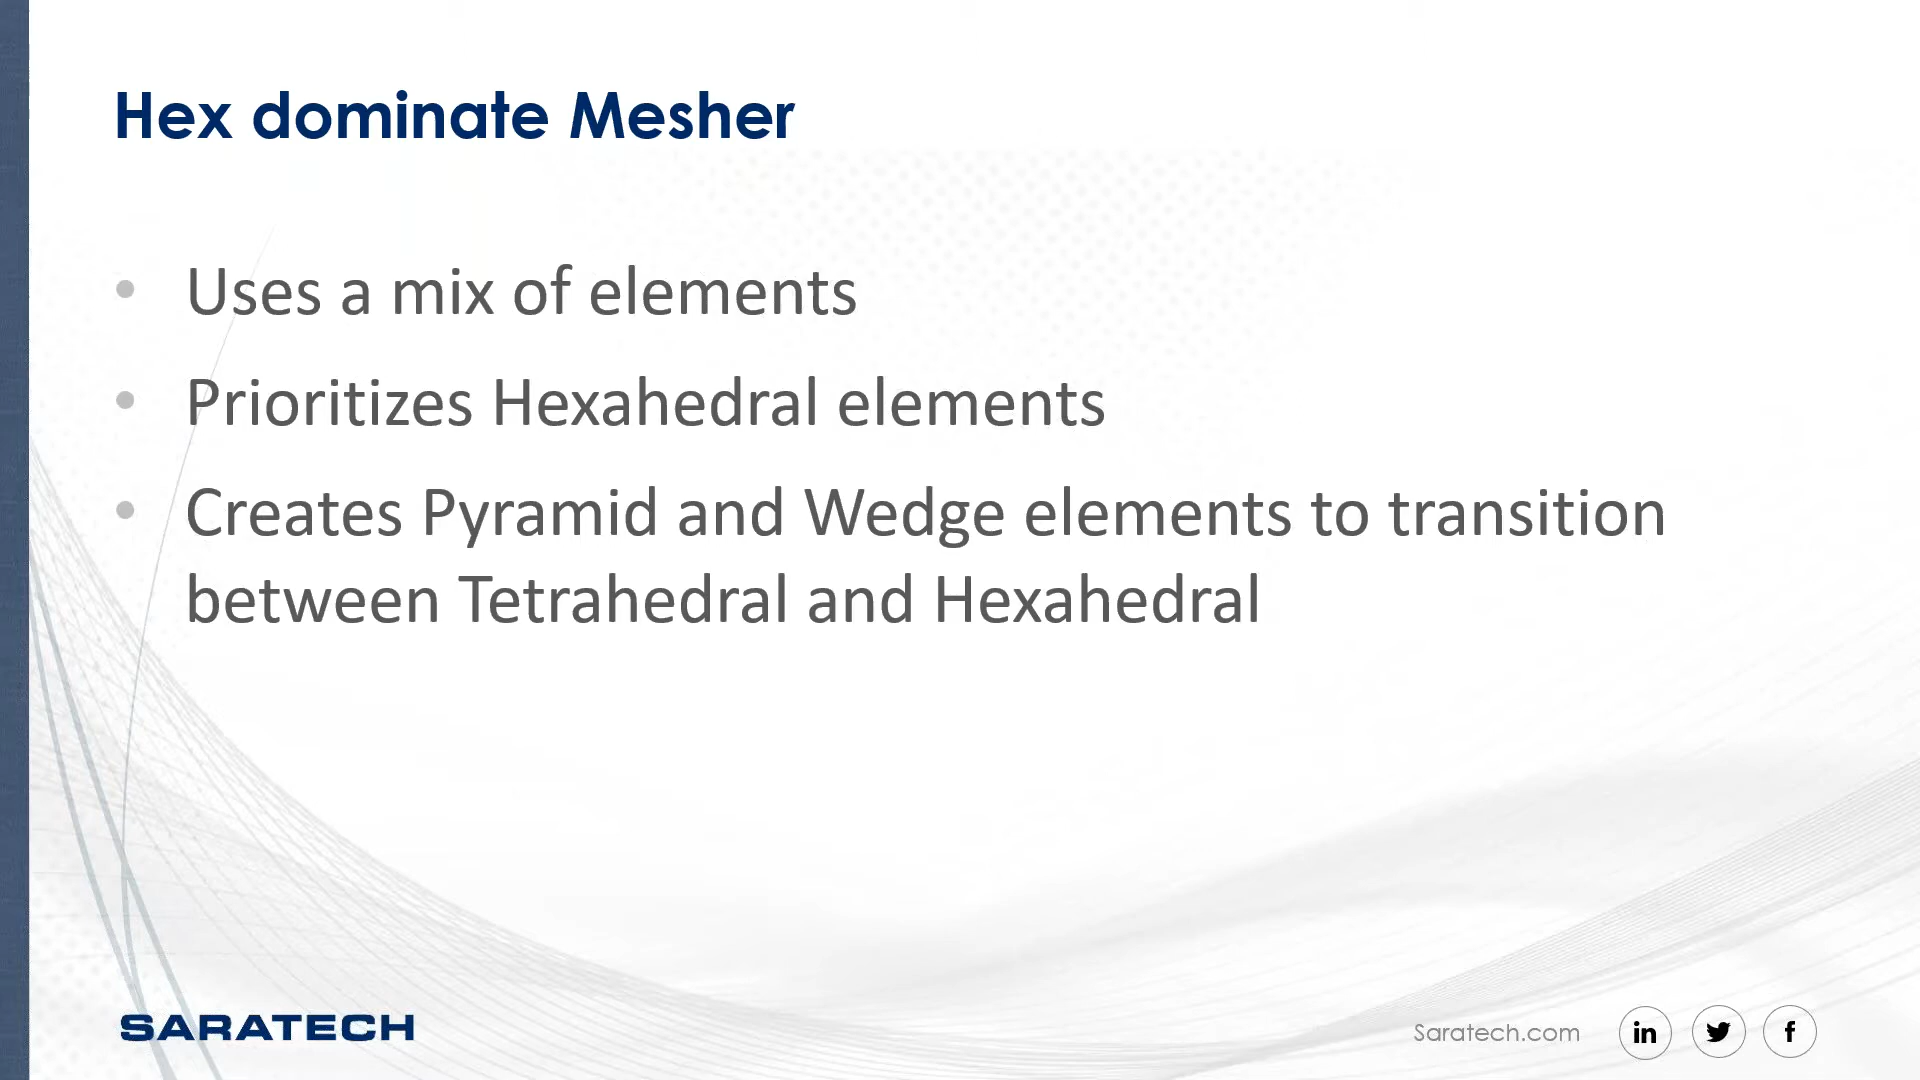 Hex dominate Mesher
• Uses a mix of elements
• Prioritizes Hexahedral elements
• Creates Pyramid and Wedge elements to transition
between Tetrahedral and Hexahedral
SARATECH
Saratech.com
in
f